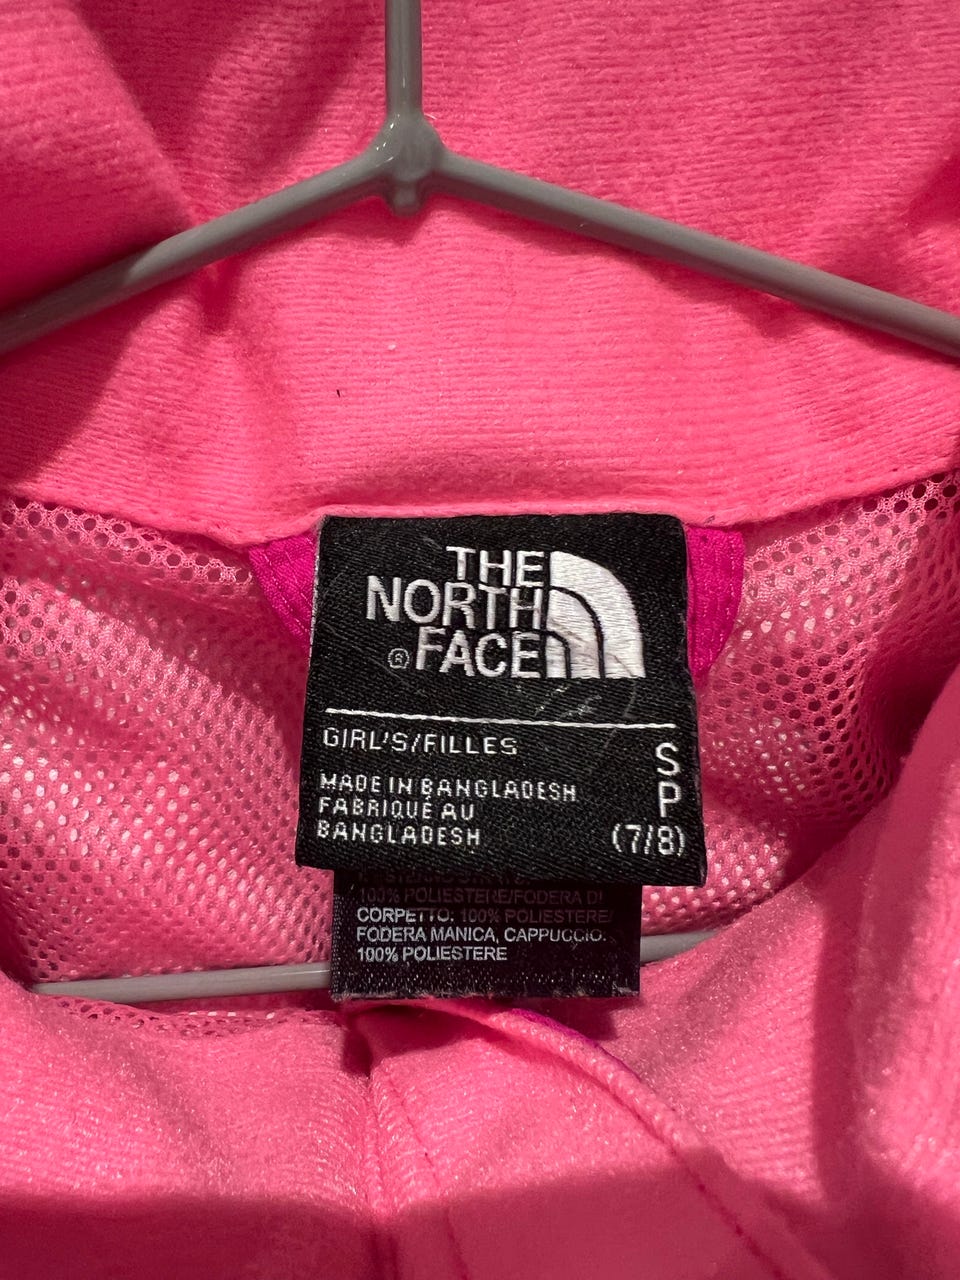 THE
NORTH
® FACE
GIRL'S/FILLES
S
P
(7/8)
MADE IN BANGLADESH
FABRIQUÉ AU
BANGLADESH
100% POLIESTERE/FODERA DI
CORPETTO: 100% POLIESTERE/
FODERA MANICA, CAPPUCCIO:
100% POLIESTERE